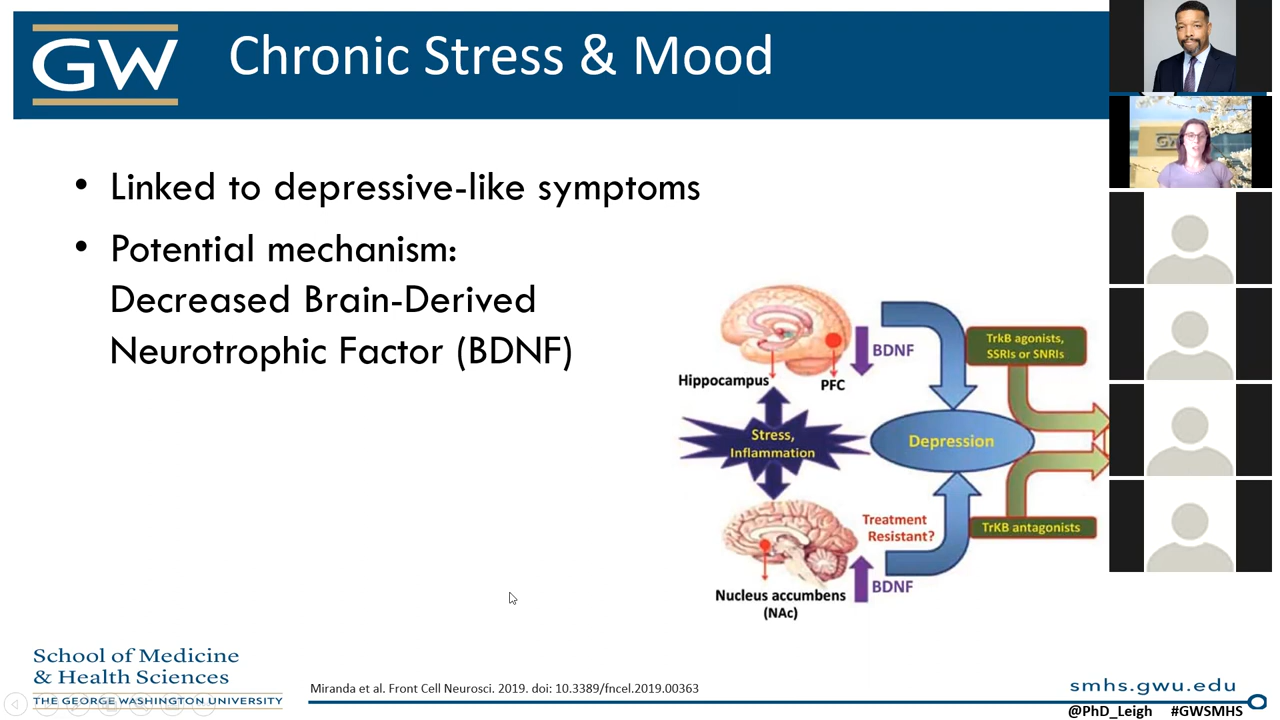 GW
Chronic Stress & Mood
• Linked to depressive-like symptoms
• Potential mechanism:
Decreased Brain-Derived
Neurotrophic Factor (BDNF)
BDNF
Hippocampus
PFC
TrkB agonists,
SSRIs or SNRIs
Stress,
Inflammation
Depression
Treatment
Resistant?
TrKB antagonists
BDNF
Nucleus accumbens
(NAc)
School of Medicine
& Health Sciences
THE GEORGE WASHINGTON UNIVERSITY
Miranda et al. Front Cell Neurosci. 2019. doi: 10.3389/fncel.2019.00363
smhs.gwu.edu
@PhD_Leigh #GWSMHS